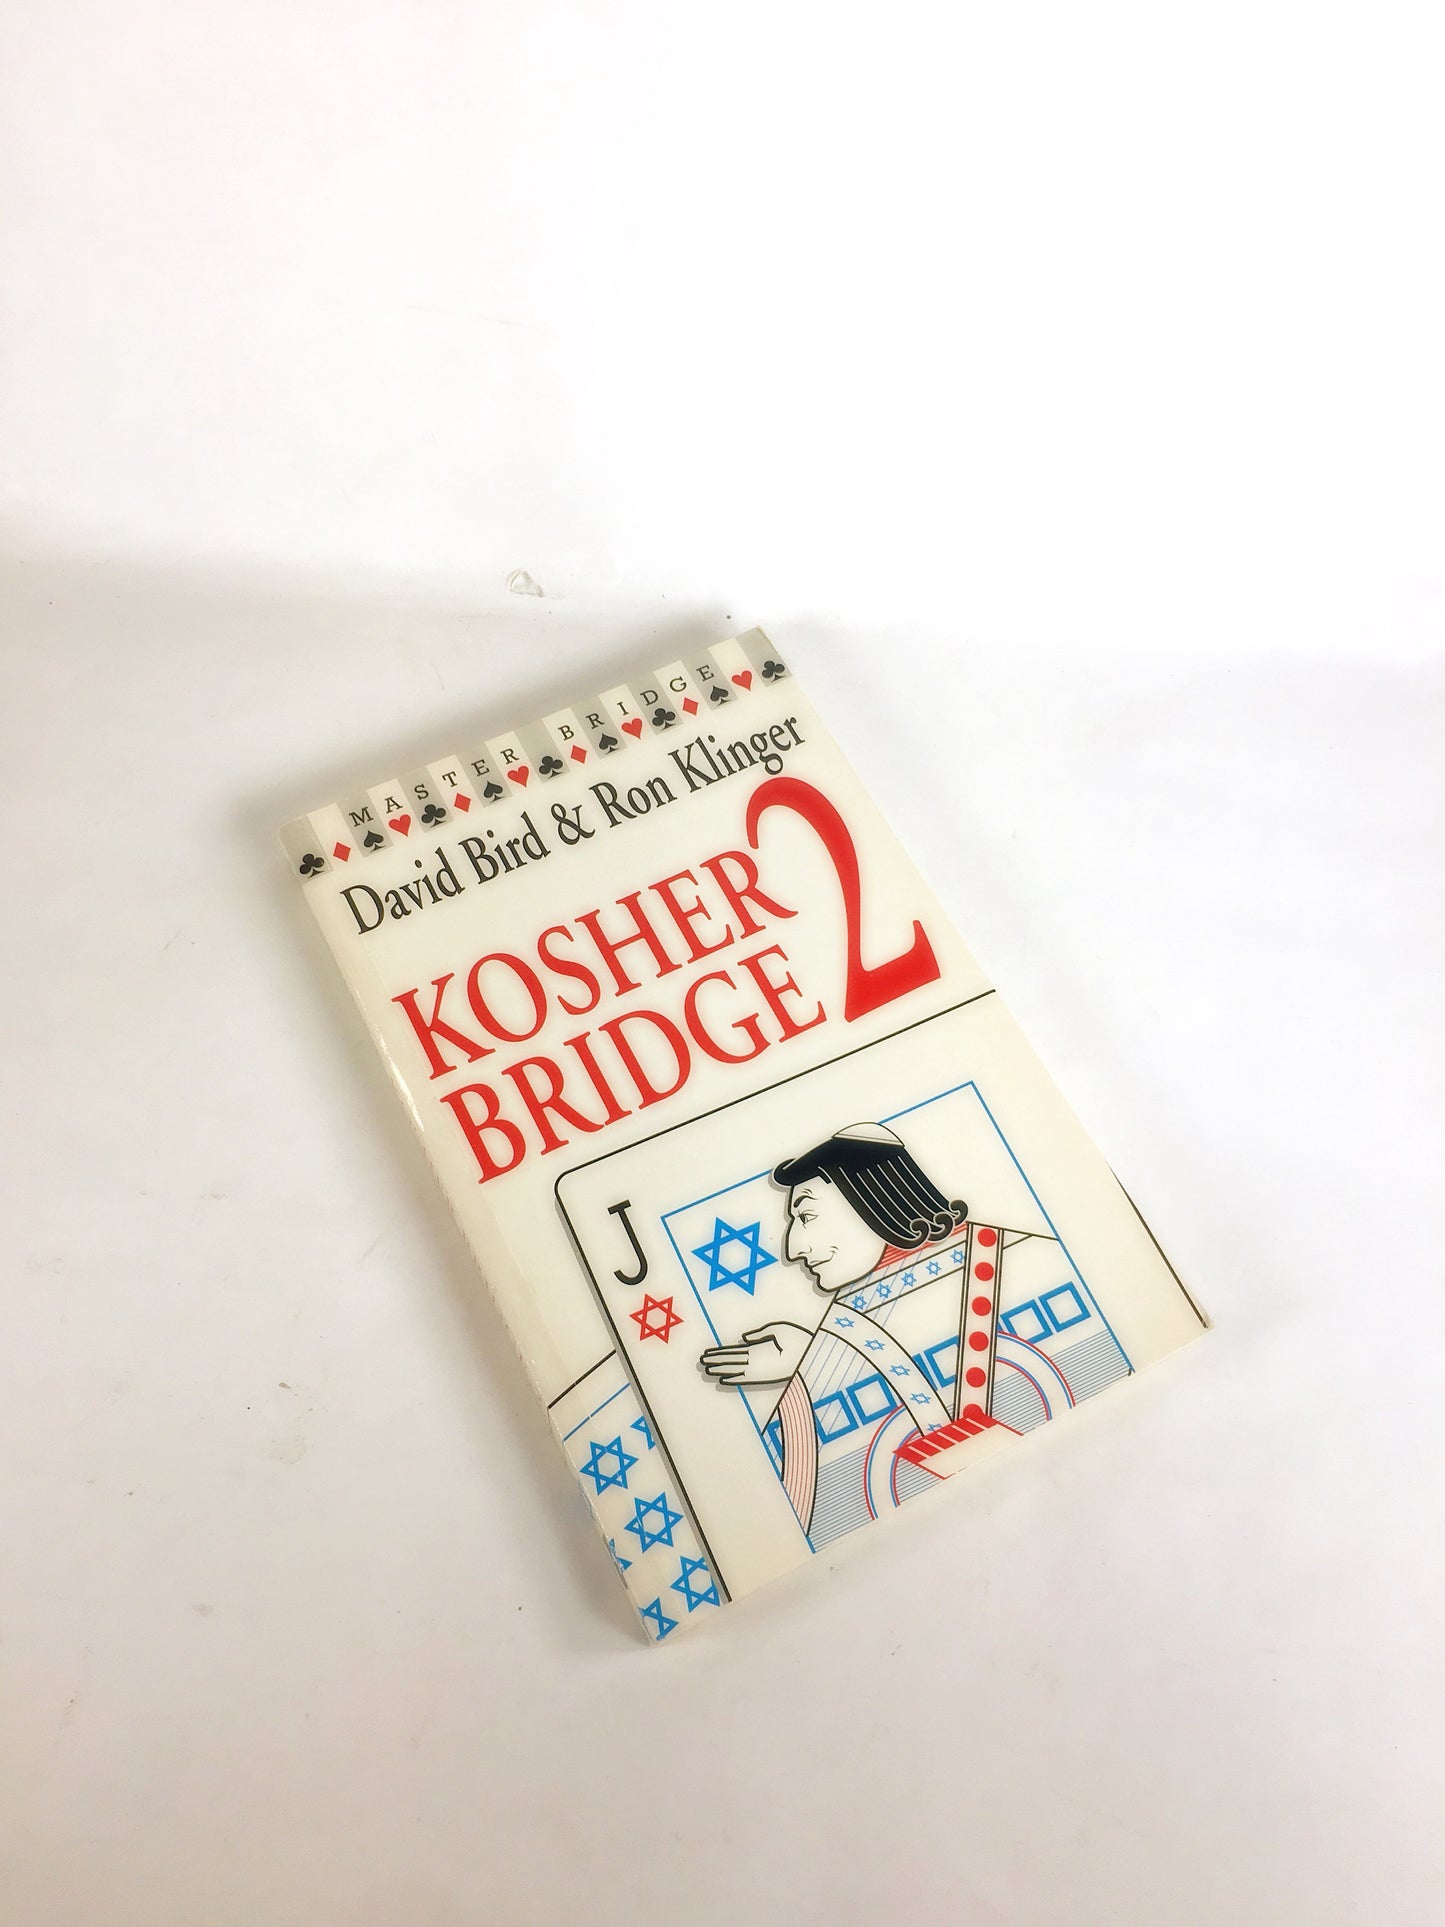 MASTER BRIDGE
David Bird & Ron Klinger
KOSHER
BRIDGE 2
J